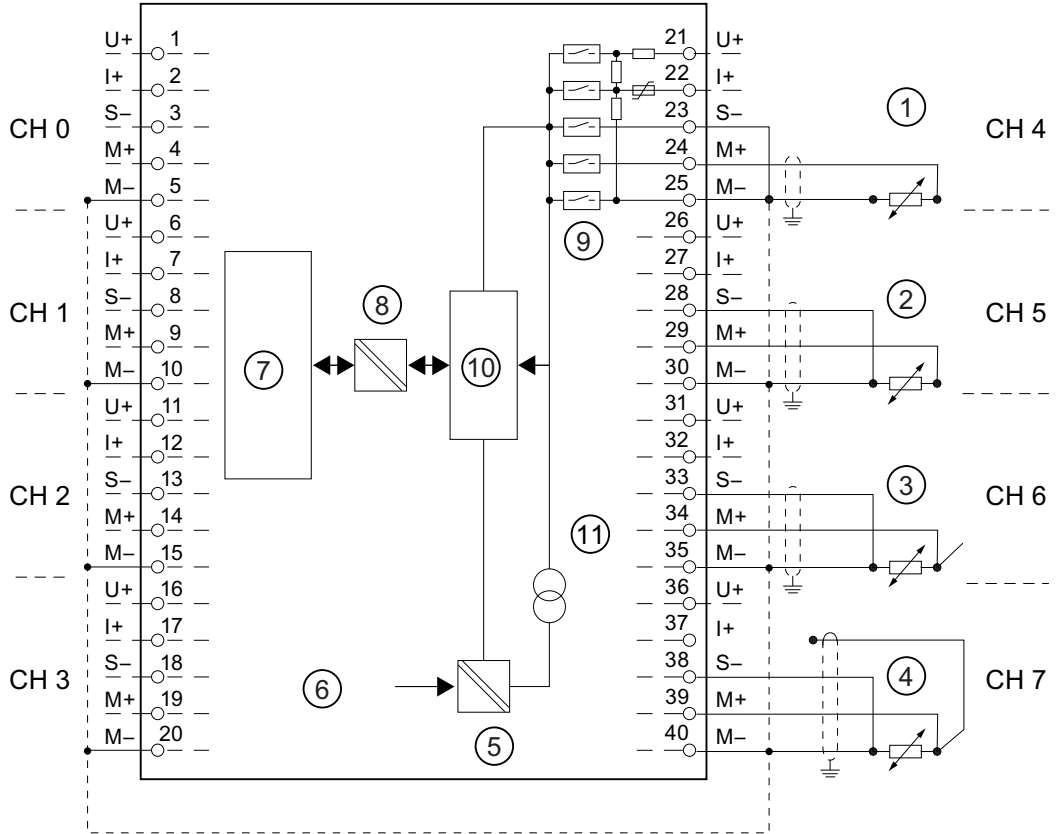 U+ 1
I+ 2
S– 3
M+ 4
M– 5
CH 0
U+ 6
I+ 7
S– 8
M+ 9
M– 10
CH 1
U+ 11
I+ 12
S– 13
M+ 14
M– 15
CH 2
U+ 16
I+ 17
S– 18
M+ 19
M– 20
CH 3
7
8
10
9
11
6
5
21 U+
22 I+
23 S–
24 M+
25 M–
1
CH 4
26 U+
27 I+
28 S–
29 M+
30 M–
2
CH 5
31 U+
32 I+
33 S–
34 M+
35 M–
3
CH 6
36 U+
37 I+
38 S–
39 M+
40 M–
4
CH 7